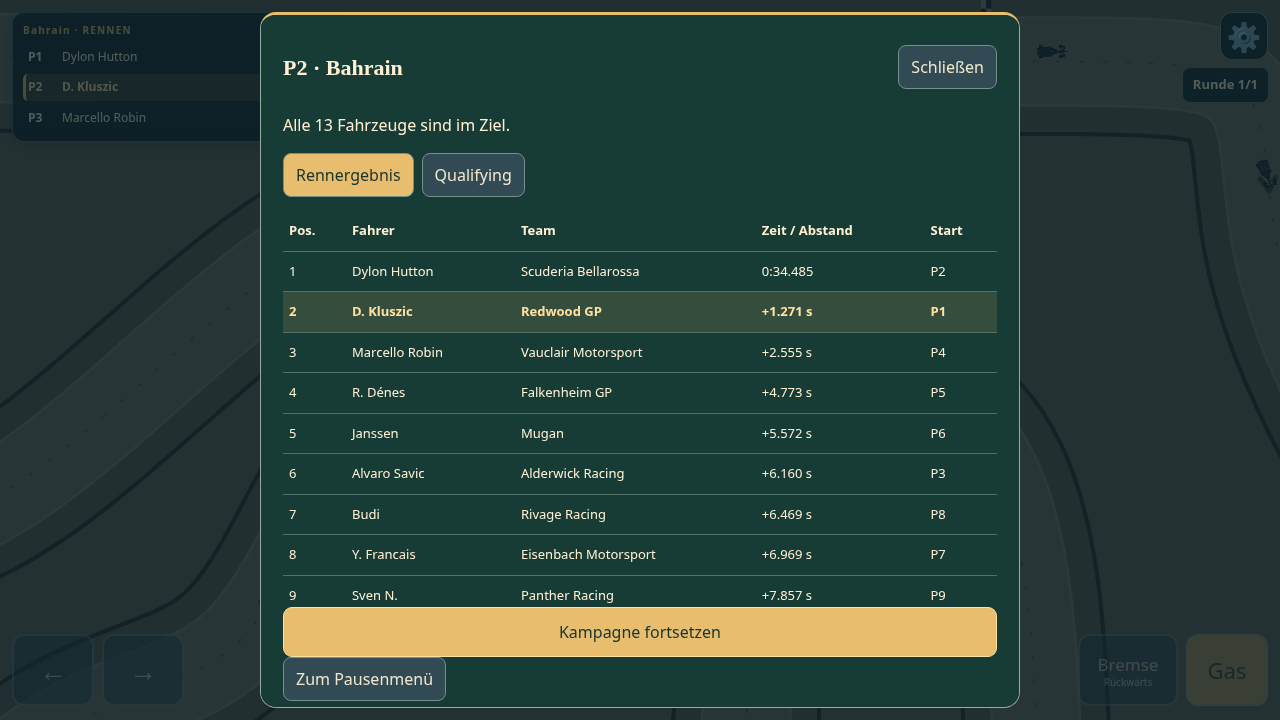 Bahrain · RENNEN
P1 Dylon Hutton
P2 D. Kluszic
P3 Marcello Robin
Runde 1/1
P2 · Bahrain
Schließen
Alle 13 Fahrzeuge sind im Ziel.
Rennergebnis Qualifying
Pos. Fahrer Team Zeit / Abstand Start
1 Dylon Hutton Scuderia Bellarossa 0:34.485 P2
2 D. Kluszic Redwood GP +1.271 s P1
3 Marcello Robin Vauclair Motorsport +2.555 s P4
4 R. Dénes Falkenheim GP +4.773 s P5
5 Janssen Mugan +5.572 s P6
6 Alvaro Savic Alderwick Racing +6.160 s P3
7 Budi Rivage Racing +6.469 s P8
8 Y. Francais Eisenbach Motorsport +6.969 s P7
9 Sven N. Panther Racing +7.857 s P9
Kampagne fortsetzen
Zum Pausenmenü
← →
Bremse
Rückwärts
Gas